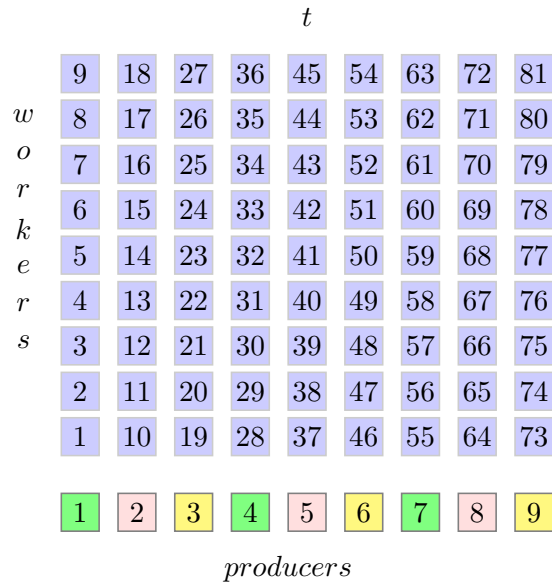 t
9 18 27 36 45 54 63 72 81
8 17 26 35 44 53 62 71 80
7 16 25 34 43 52 61 70 79
6 15 24 33 42 51 60 69 78
5 14 23 32 41 50 59 68 77
4 13 22 31 40 49 58 67 76
3 12 21 30 39 48 57 66 75
2 11 20 29 38 47 56 65 74
1 10 19 28 37 46 55 64 73
workers
1 2 3 4 5 6 7 8 9
producers